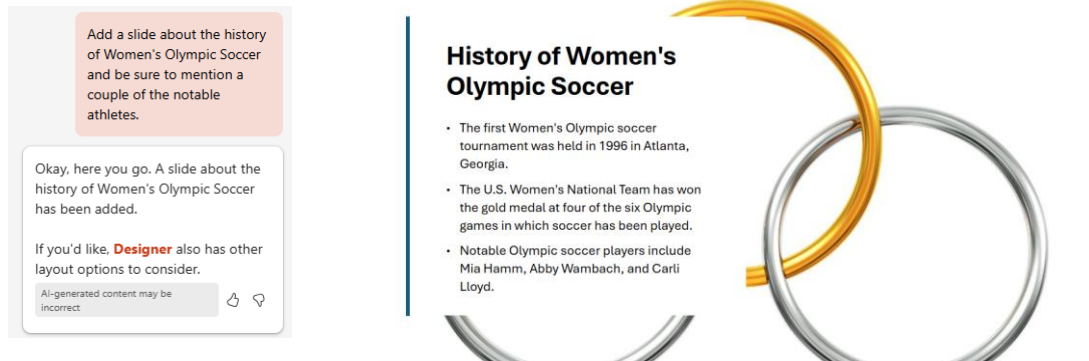 Add a slide about the history
of Women's Olympic Soccer
and be sure to mention a
couple of the notable
athletes.
Okay, here you go. A slide about the
history of Women's Olympic Soccer
has been added.
If you'd like, Designer also has other
layout options to consider.
AI-generated content may be
incorrect
History of Women's
Olympic Soccer
• The first Women's Olympic soccer
tournament was held in 1996 in Atlanta,
Georgia.
• The U.S. Women's National Team has won
the gold medal at four of the six Olympic
games in which soccer has been played.
• Notable Olympic soccer players include
Mia Hamm, Abby Wambach, and Carli
Lloyd.